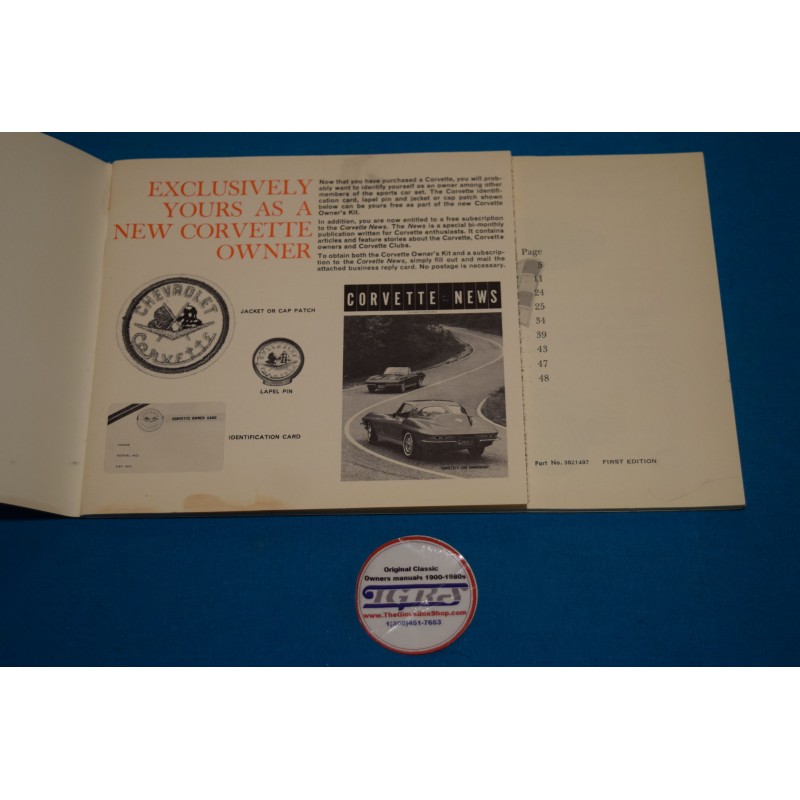 EXCLUSIVELY
YOURS AS A
NEW CORVETTE
OWNER
Now that you have purchased a Corvette, you will prob-
ably want to identify yourself as an owner among other
members of the sports car set. The Corvette identifi-
cation card, lapel pin and jacket or cap patch shown
below can be yours free as part of the new Corvette
Owner's Kit.
In addition, you are now entitled to a free subscription
to the Corvette News. The News is a special bi-monthly
publication written for Corvette enthusiasts. It contains
articles and feature stories about the Corvette, Corvette
owners and Corvette Clubs.
To obtain both the Corvette Owner's Kit and a subscrip-
tion to the Corvette News, simply fill out and mail the
attached business reply card. No postage is necessary.
CHEVROLET
CORVETTE
JACKET OR CAP PATCH
LAPEL PIN
CORVETTE OWNER CARD
IDENTIFICATION CARD
CORVETTE NEWS
Page
5
11
24
25
34
39
43
47
48
Part No. 3821497 FIRST EDITION
Original Classic
Owners manuals 1900-1980s
TGBS
www.TheGloveBoxShop.com